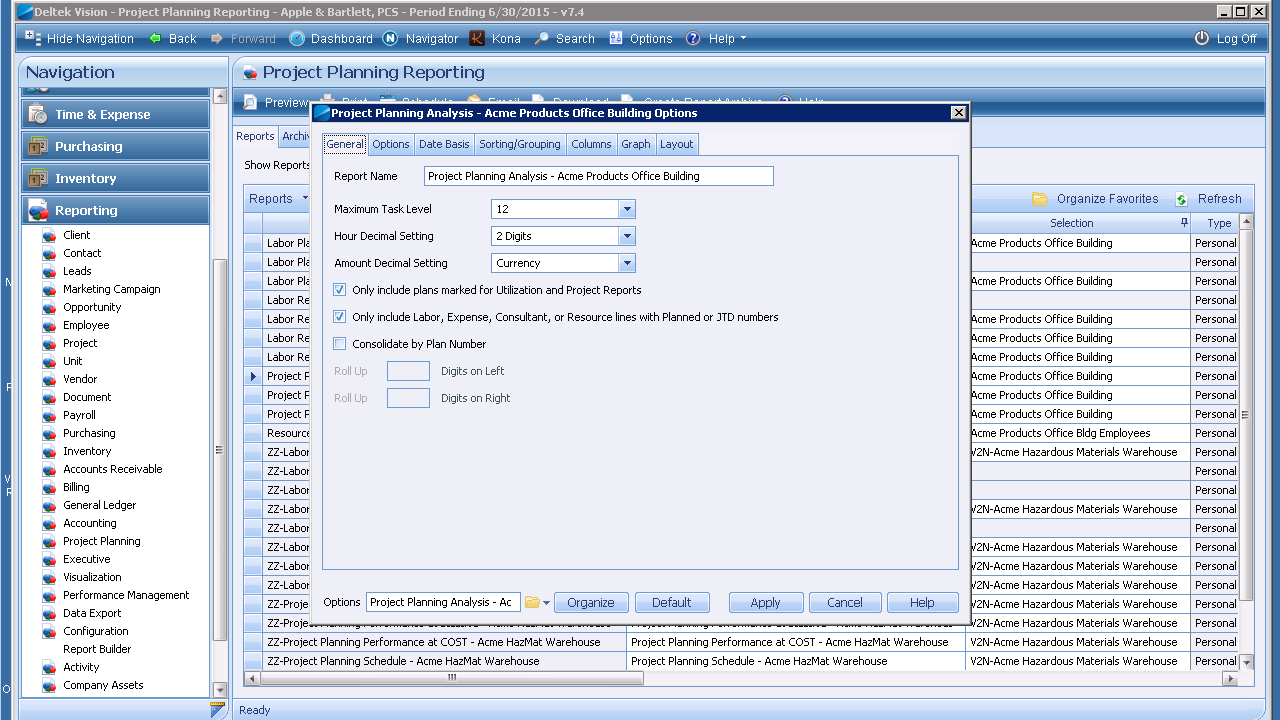 Deltek Vision - Project Planning Reporting - Apple & Bartlett, PCS - Period Ending 6/30/2015 - v7.4
Hide Navigation Back Forward Dashboard Navigator Kona Search Options Help Log Off
Navigation
Time & Expense
Purchasing
Inventory
Reporting
Client
Contact
Leads
Marketing Campaign
Opportunity
Employee
Project
Unit
Vendor
Document
Payroll
Purchasing
Inventory
Accounts Receivable
Billing
General Ledger
Accounting
Project Planning
Executive
Visualization
Performance Management
Data Export
Configuration
Report Builder
Activity
Company Assets
Project Planning Reporting
Preview
Reports Archiv
Show Reports
Reports Organize Favorites Refresh
Selection Type
Labor Pla Acme Products Office Building Personal
Labor Pla Personal
Labor Pla Acme Products Office Building Personal
Labor Re Personal
Labor Re Acme Products Office Building Personal
Labor Re Acme Products Office Building Personal
Labor Re Acme Products Office Building Personal
Project P Acme Products Office Building Personal
Project P Acme Products Office Building Personal
Project P Acme Products Office Building Personal
Resource Acme Products Office Bldg Employees Personal
ZZ-Labor V2N-Acme Hazardous Materials Warehouse Personal
ZZ-Labor Personal
ZZ-Labor Personal
ZZ-Labor V2N-Acme Hazardous Materials Warehouse Personal
ZZ-Labor Personal
ZZ-Labor V2N-Acme Hazardous Materials Warehouse Personal
ZZ-Labor V2N-Acme Hazardous Materials Warehouse Personal
ZZ-Labor V2N-Acme Hazardous Materials Warehouse Personal
ZZ-Projec V2N-Acme Hazardous Materials Warehouse Personal
V2N-Acme Hazardous Materials Warehouse Personal
ZZ-Project Planning Performance at COST - Acme HazMat Warehouse Project Planning Performance at COST - Acme HazMat Warehouse V2N-Acme Hazardous Materials Warehouse Personal
ZZ-Project Planning Schedule - Acme HazMat Warehouse Project Planning Schedule - Acme HazMat Warehouse V2N-Acme Hazardous Materials Warehouse Personal
Ready
Project Planning Analysis - Acme Products Office Building Options
General Options Date Basis Sorting/Grouping Columns Graph Layout
Report Name Project Planning Analysis - Acme Products Office Building
Maximum Task Level 12
Hour Decimal Setting 2 Digits
Amount Decimal Setting Currency
Only include plans marked for Utilization and Project Reports
Only include Labor, Expense, Consultant, or Resource lines with Planned or JTD numbers
Consolidate by Plan Number
Roll Up Digits on Left
Roll Up Digits on Right
Options Project Planning Analysis - Ac Organize Default Apply Cancel Help